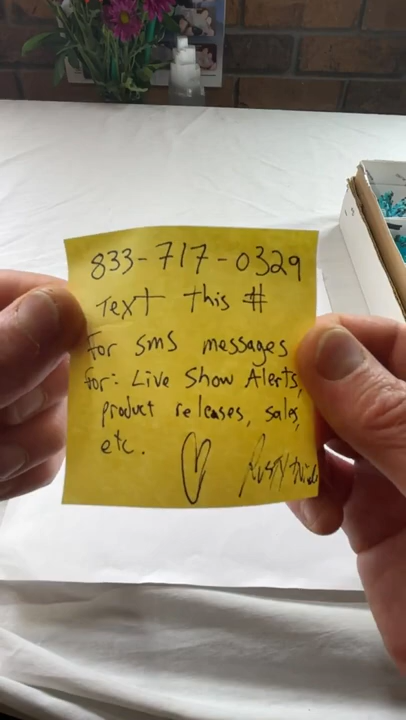 833-717-0329
Text this #
For sms messages
for: Live Show Alerts,
product releases, sales,
etc.